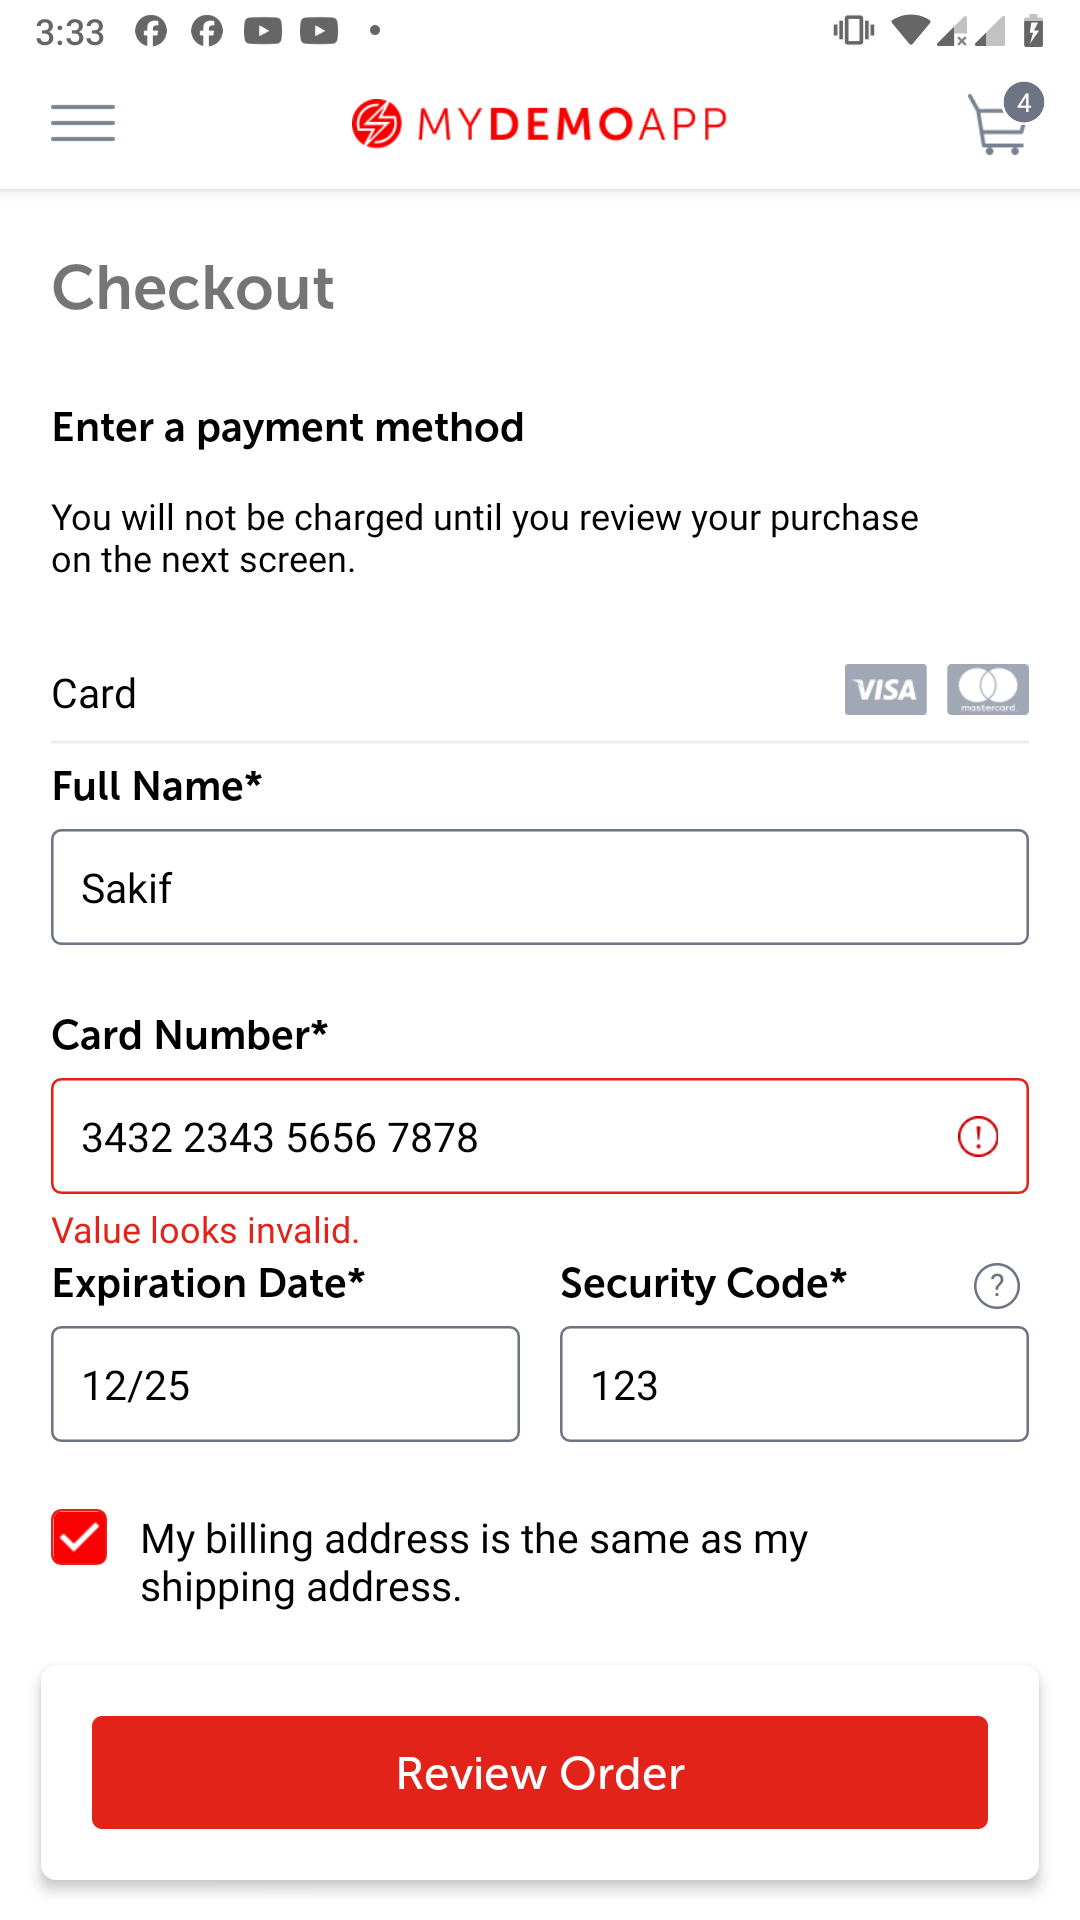 3:33
4
MYDEMOAPP
Checkout
Enter a payment method
You will not be charged until you review your purchase
on the next screen.
Card
VISA
mastercard.
Full Name*
Sakif
Card Number*
3432 2343 5656 7878
!
Value looks invalid.
Expiration Date*
Security Code*
?
12/25
123
My billing address is the same as my
shipping address.
Review Order